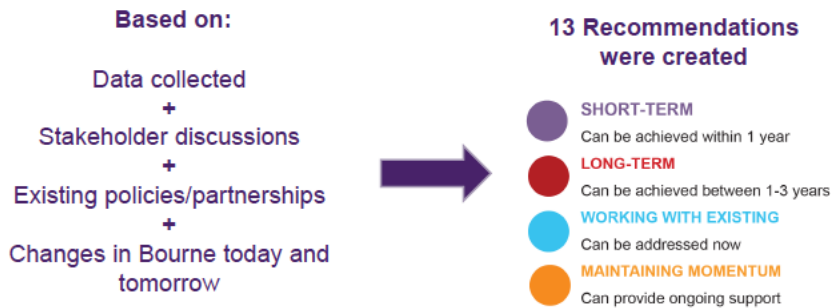 Based on:
Data collected
+
Stakeholder discussions
+
Existing policies/partnerships
+
Changes in Bourne today and
tomorrow
13 Recommendations
were created
SHORT-TERM
Can be achieved within 1 year
LONG-TERM
Can be achieved between 1-3 years
WORKING WITH EXISTING
Can be addressed now
MAINTAINING MOMENTUM
Can provide ongoing support